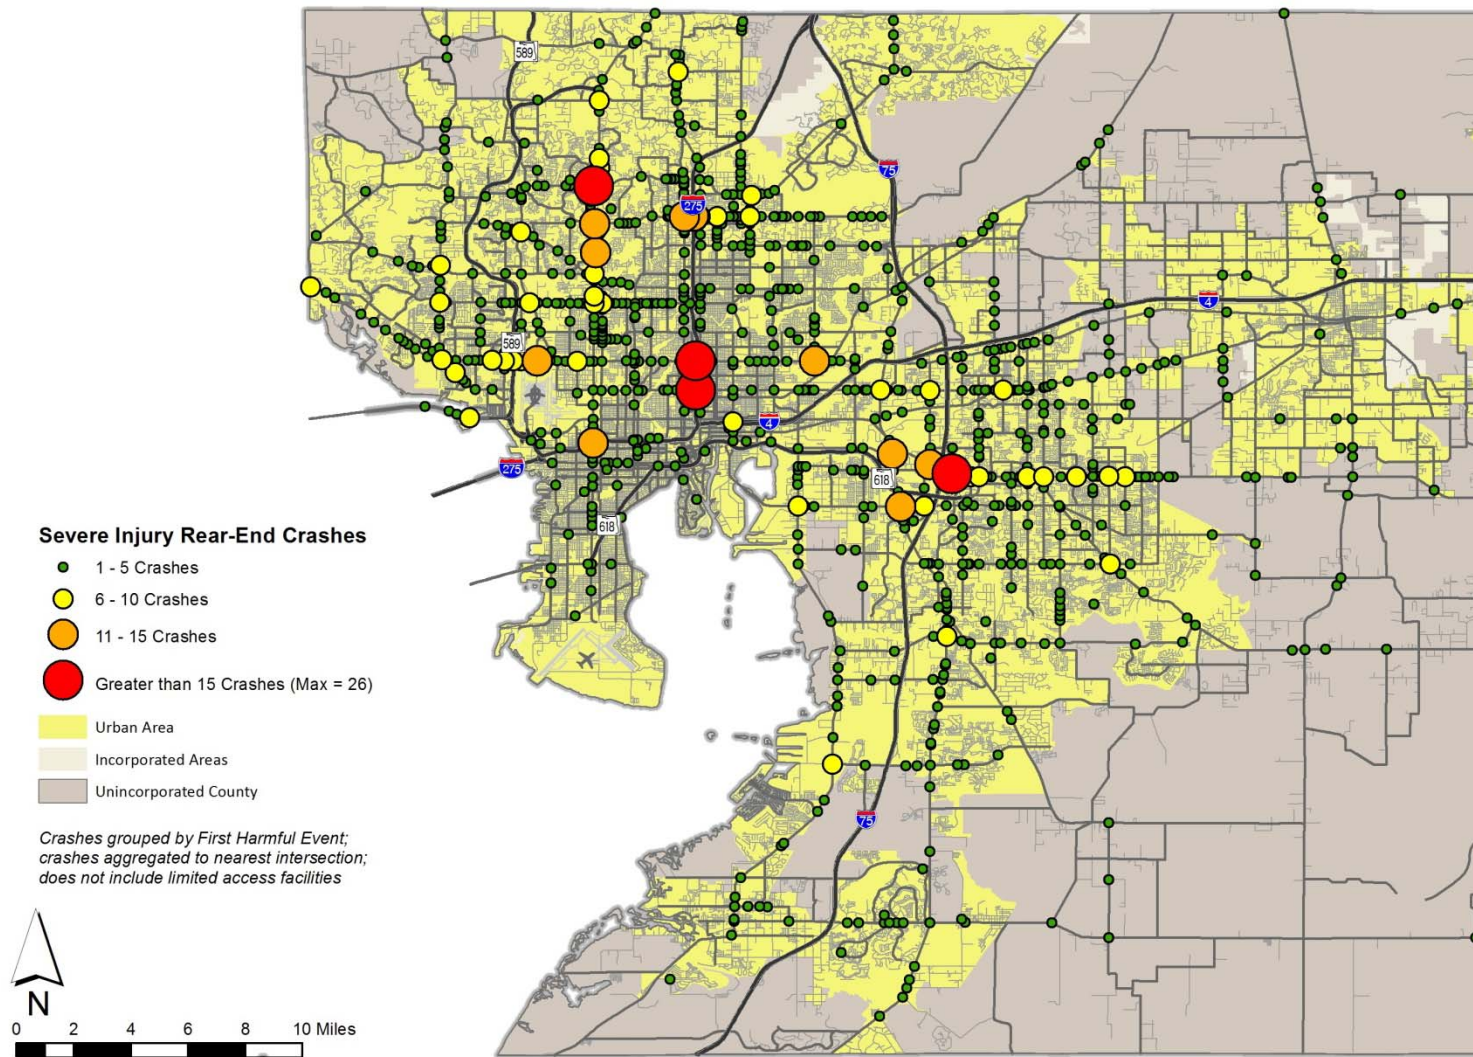 589
75
275
4
589
4
275
618
618
Severe Injury Rear-End Crashes
1 - 5 Crashes
6 - 10 Crashes
11 - 15 Crashes
Greater than 15 Crashes (Max = 26)
Urban Area
Incorporated Areas
Unincorporated County
75
Crashes grouped by First Harmful Event;
crashes aggregated to nearest intersection;
does not include limited access facilities
N
0 2 4 6 8 10 Miles